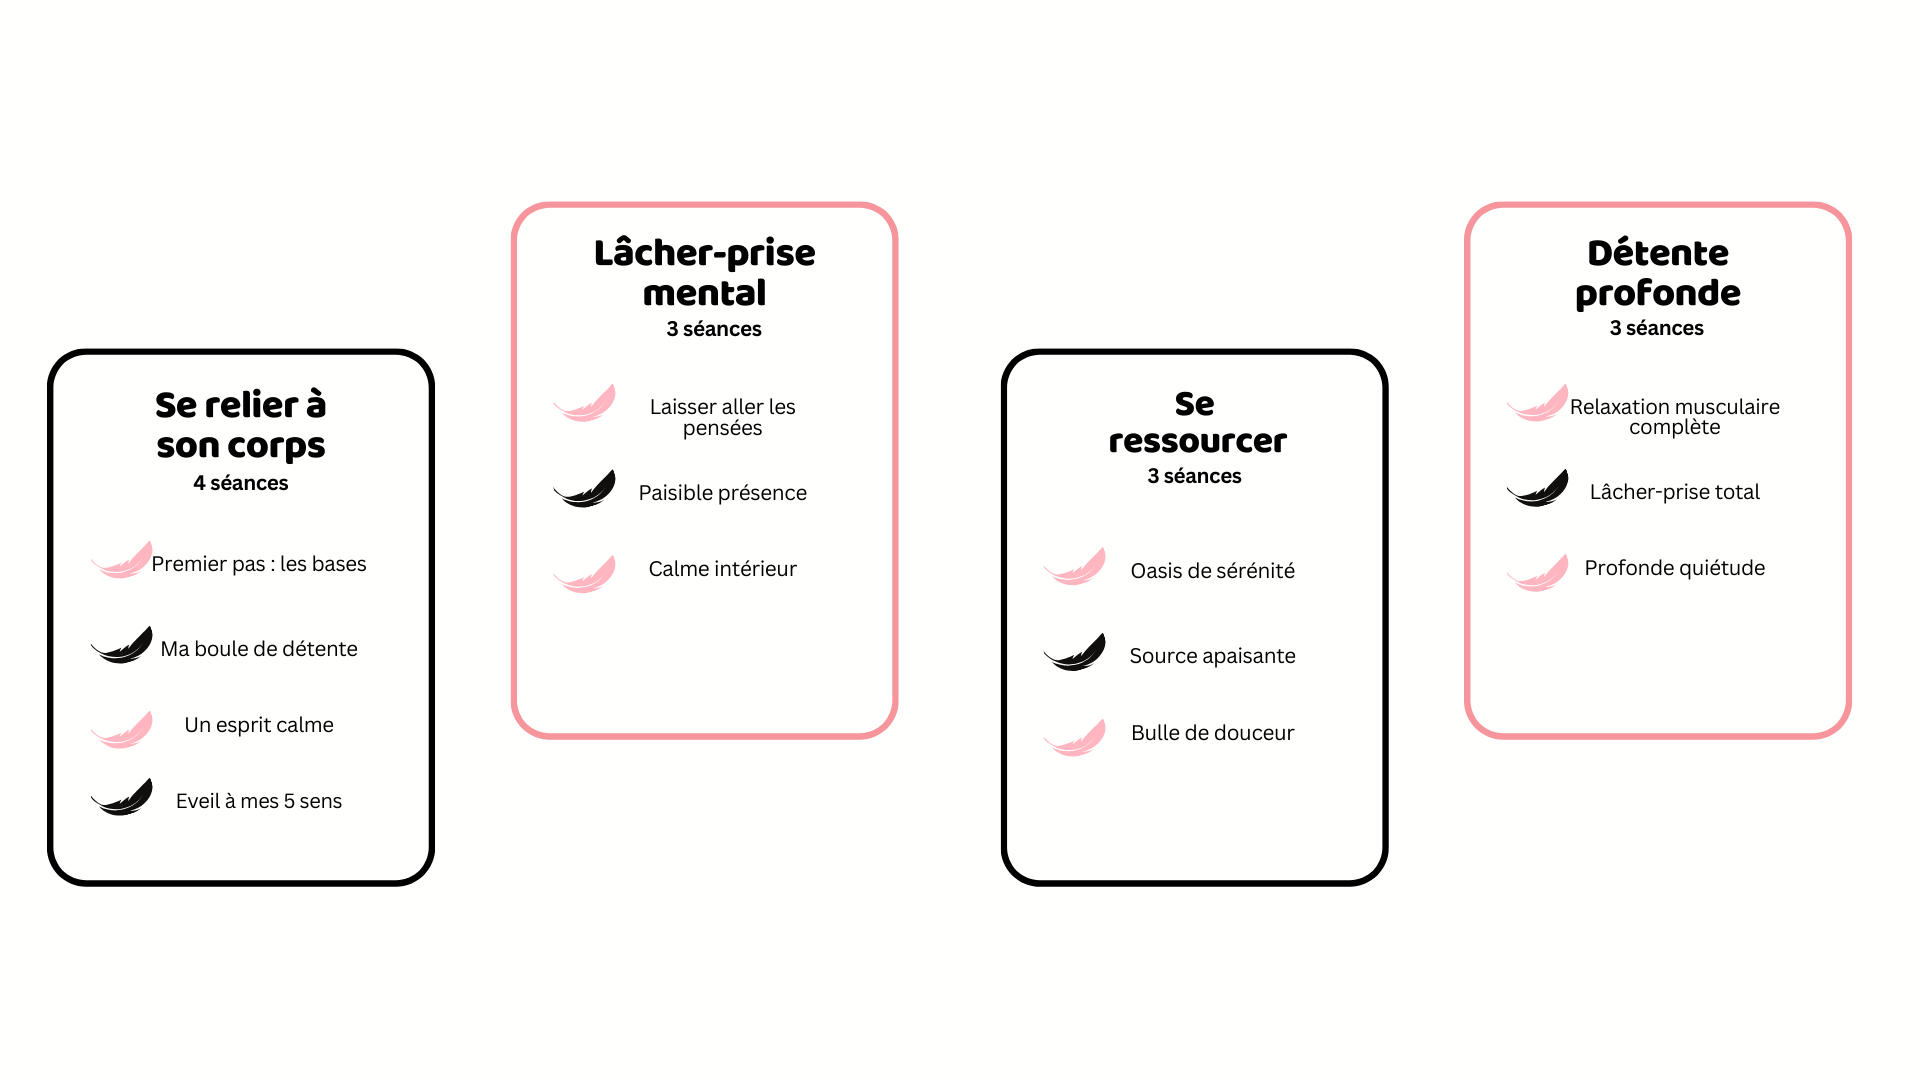 Se relier à
son corps
4 séances
Premier pas : les bases
Ma boule de détente
Un esprit calme
Eveil à mes 5 sens
Lâcher-prise
mental
3 séances
Laisser aller les
pensées
Paisible présence
Calme intérieur
Se
ressourcer
3 séances
Oasis de sérénité
Source apaisante
Bulle de douceur
Détente
profonde
3 séances
Relaxation musculaire
complète
Lâcher-prise total
Profonde quiétude